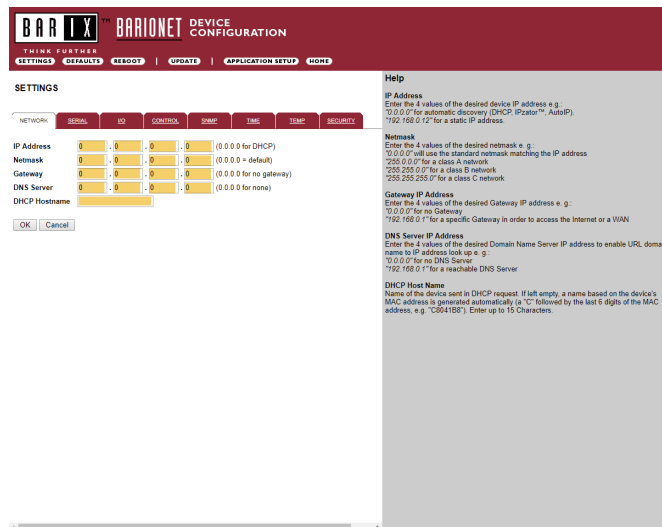 BARIX ™ BARIONET DEVICE CONFIGURATION
THINK FURTHER
SETTINGS DEFAULTS REBOOT | UPDATE | APPLICATION SETUP HOME
SETTINGS
NETWORK SERIAL I/O CONTROL SNMP TIME TEMP SECURITY
IP Address 0 . 0 . 0 . 0 (0.0.0.0 for DHCP)
Netmask 0 . 0 . 0 . 0 (0.0.0.0 = default)
Gateway 0 . 0 . 0 . 0 (0.0.0.0 for no gateway)
DNS Server 0 . 0 . 0 . 0 (0.0.0.0 for none)
DHCP Hostname
OK Cancel
Help
IP Address
Enter the 4 values of the desired device IP address e.g.:
"0.0.0.0" for automatic discovery (DHCP, IPzator™, AutoIP).
"192.168.0.12" for a static IP address.
Netmask
Enter the 4 values of the desired netmask e. g.:
"0.0.0.0" will use the standard netmask matching the IP address
"255.0.0.0" for a class A network
"255.255.0.0" for a class B network
"255.255.255.0" for a class C network
Gateway IP Address
Enter the 4 values of the desired Gateway IP address e. g.:
"0.0.0.0" for no Gateway
"192.168.0.1" for a specific Gateway in order to access the Internet or a WAN
DNS Server IP Address
Enter the 4 values of the desired Domain Name Server IP address to enable URL doma
name to IP address look up e. g.:
"0.0.0.0" for no DNS Server
"192.168.0.1" for a reachable DNS Server
DHCP Host Name
Name of the device sent in DHCP request. If left empty, a name based on the device's
MAC address is generated automatically (a "C" followed by the last 6 digits of the MAC
address, e.g. "C8041B8"). Enter up to 15 Characters.